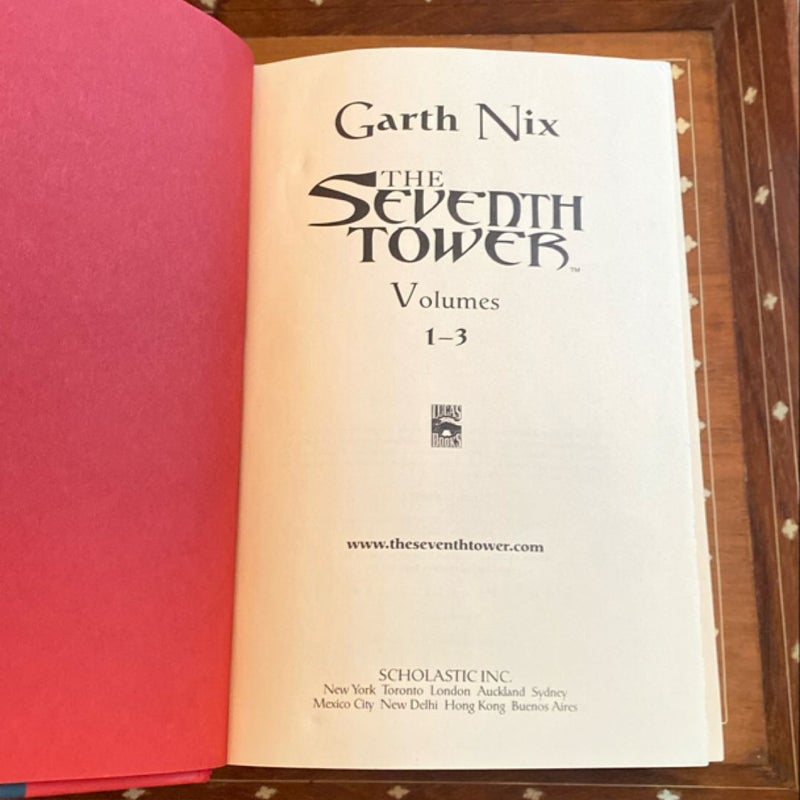 Garth Nix
THE
SEVENTH
TOWER™
Volumes
1–3
LUCAS
BOOKS
www.theseventhtower.com
SCHOLASTIC INC.
New York Toronto London Auckland Sydney
Mexico City New Delhi Hong Kong Buenos Aires